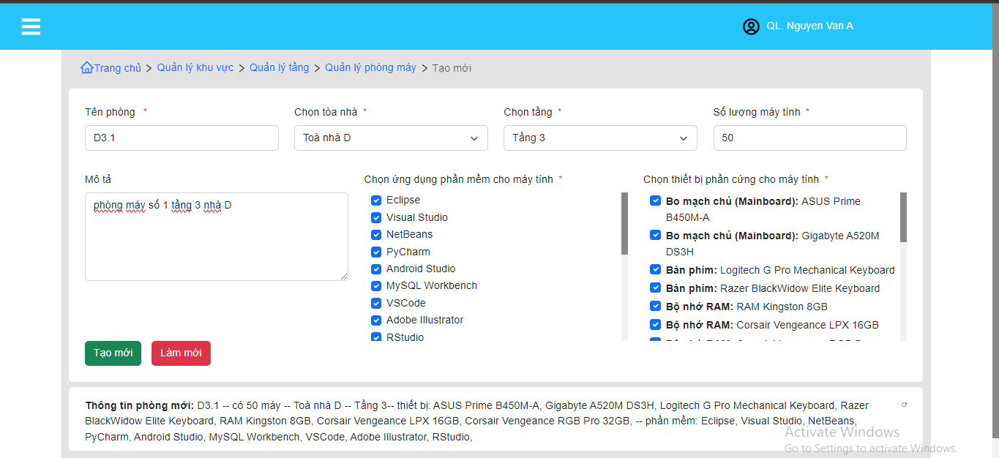 QL. Nguyen Van A
Trang chủ > Quản lý khu vực > Quản lý tầng > Quản lý phòng máy > Tạo mới
Tên phòng *
Chọn tòa nhà *
Chọn tầng *
Số lượng máy tính *
D3.1
Toà nhà D
Tầng 3
50
Mô tả
phòng máy số 1 tầng 3 nhà D
Chọn ứng dụng phần mềm cho máy tính *
Eclipse
Visual Studio
NetBeans
PyCharm
Android Studio
MySQL Workbench
VSCode
Adobe Illustrator
RStudio
Chọn thiết bị phần cứng cho máy tính *
Bo mạch chủ (Mainboard): ASUS Prime
B450M-A
Bo mạch chủ (Mainboard): Gigabyte A520M
DS3H
Bàn phím: Logitech G Pro Mechanical Keyboard
Bàn phím: Razer BlackWidow Elite Keyboard
Bộ nhớ RAM: RAM Kingston 8GB
Bộ nhớ RAM: Corsair Vengeance LPX 16GB
Tạo mới
Làm mới
Thông tin phòng mới: D3.1 -- có 50 máy -- Toà nhà D -- Tầng 3-- thiết bị: ASUS Prime B450M-A, Gigabyte A520M DS3H, Logitech G Pro Mechanical Keyboard, Razer
BlackWidow Elite Keyboard, RAM Kingston 8GB, Corsair Vengeance LPX 16GB, Corsair Vengeance RGB Pro 32GB, -- phần mềm: Eclipse, Visual Studio, NetBeans,
PyCharm, Android Studio, MySQL Workbench, VSCode, Adobe Illustrator, RStudio,
Activate Windows
Go to Settings to activate Windows.